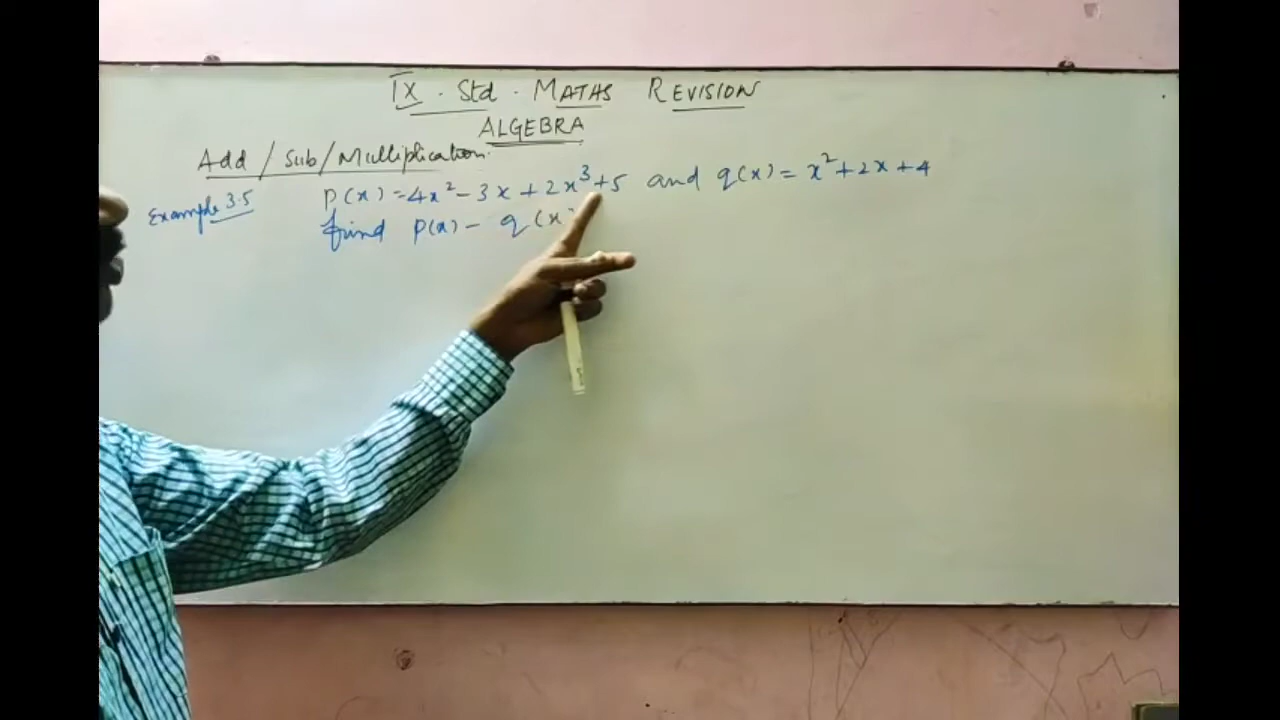 IX . Std . MATHS REVISION
ALGEBRA
Add / Sub / Multiplication.
Example 3.5 P(x) = 4x² - 3x + 2x³ + 5 and q(x) = x² + 2x + 4
find p(x) - q(x)